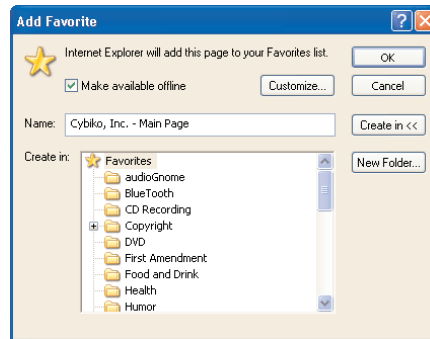 Add Favorite
Internet Explorer will add this page to your Favorites list.
OK
Make available offline
Customize...
Cancel
Name:
Cybiko, Inc. - Main Page
Create in <<
Create in:
Favorites
New Folder...
audioGnome
BlueTooth
CD Recording
Copyright
DVD
First Amendment
Food and Drink
Health
Humor